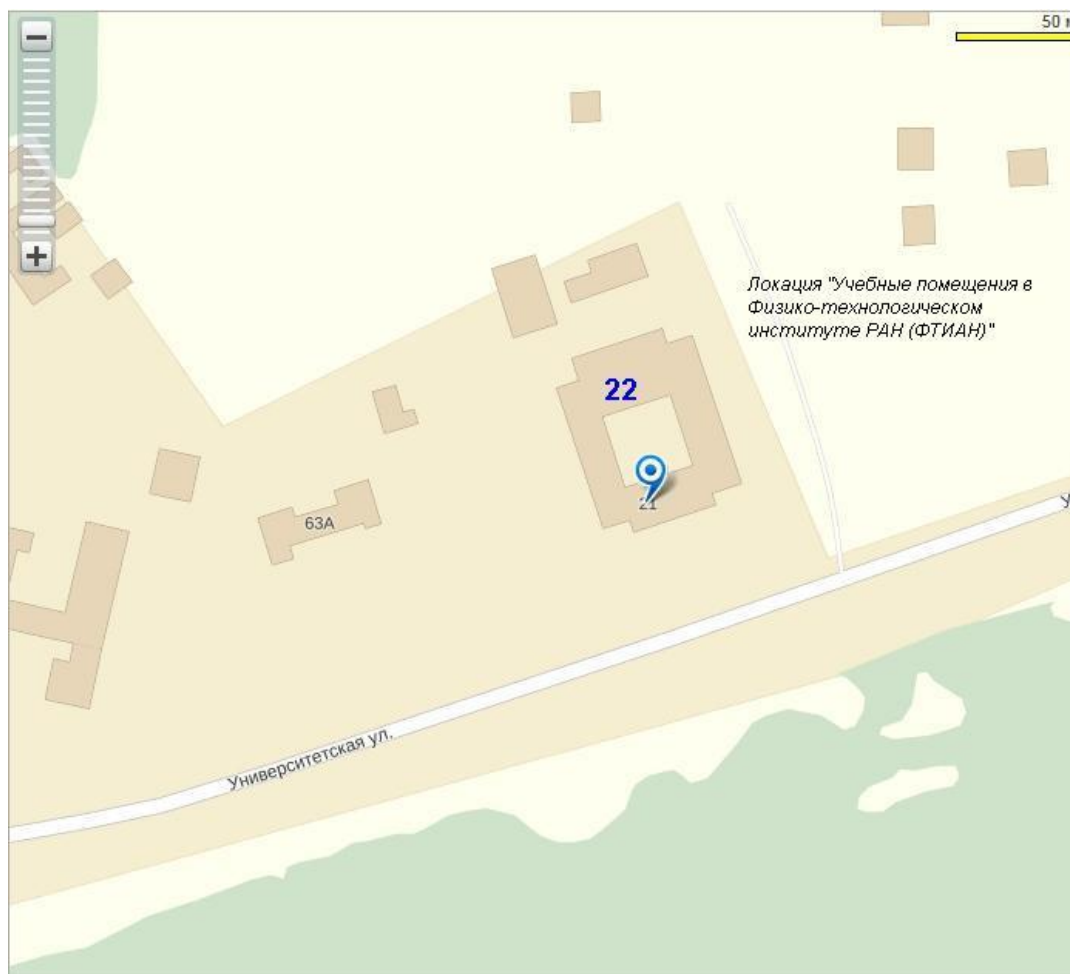 50 м
Локация "Учебные помещения в
Физико-технологическом
институте РАН (ФТИАН)"
22
21
63А
У
Университетская ул.